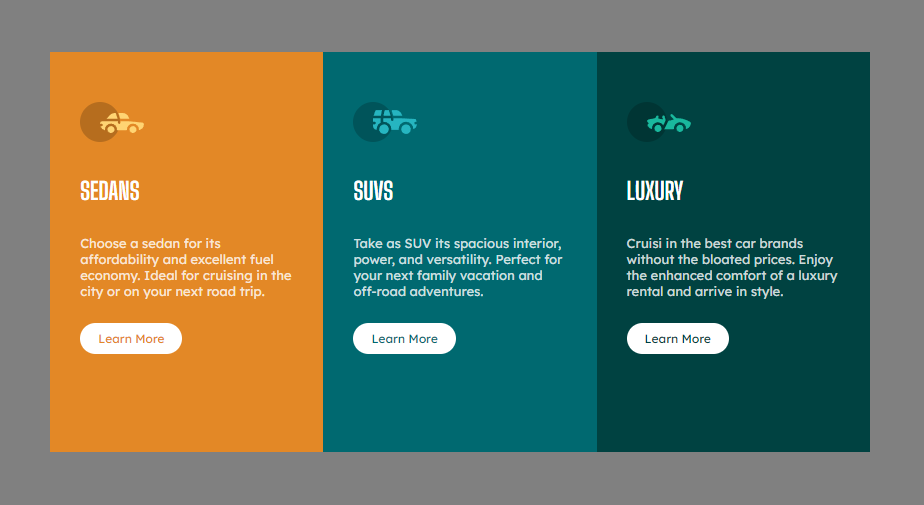 SEDANS
Choose a sedan for its
affordability and excellent fuel
economy. Ideal for cruising in the
city or on your next road trip.
Learn More
SUVS
Take as SUV its spacious interior,
power, and versatility. Perfect for
your next family vacation and
off-road adventures.
Learn More
LUXURY
Cruisi in the best car brands
without the bloated prices. Enjoy
the enhanced comfort of a luxury
rental and arrive in style.
Learn More